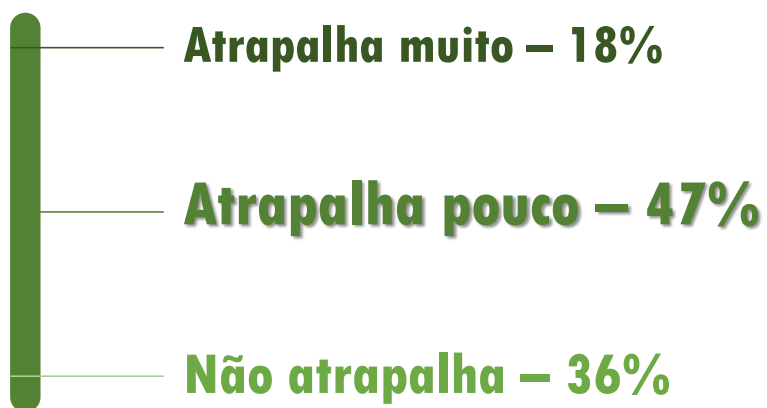 Atrapalha muito – 18%
Atrapalha pouco – 47%
Não atrapalha – 36%